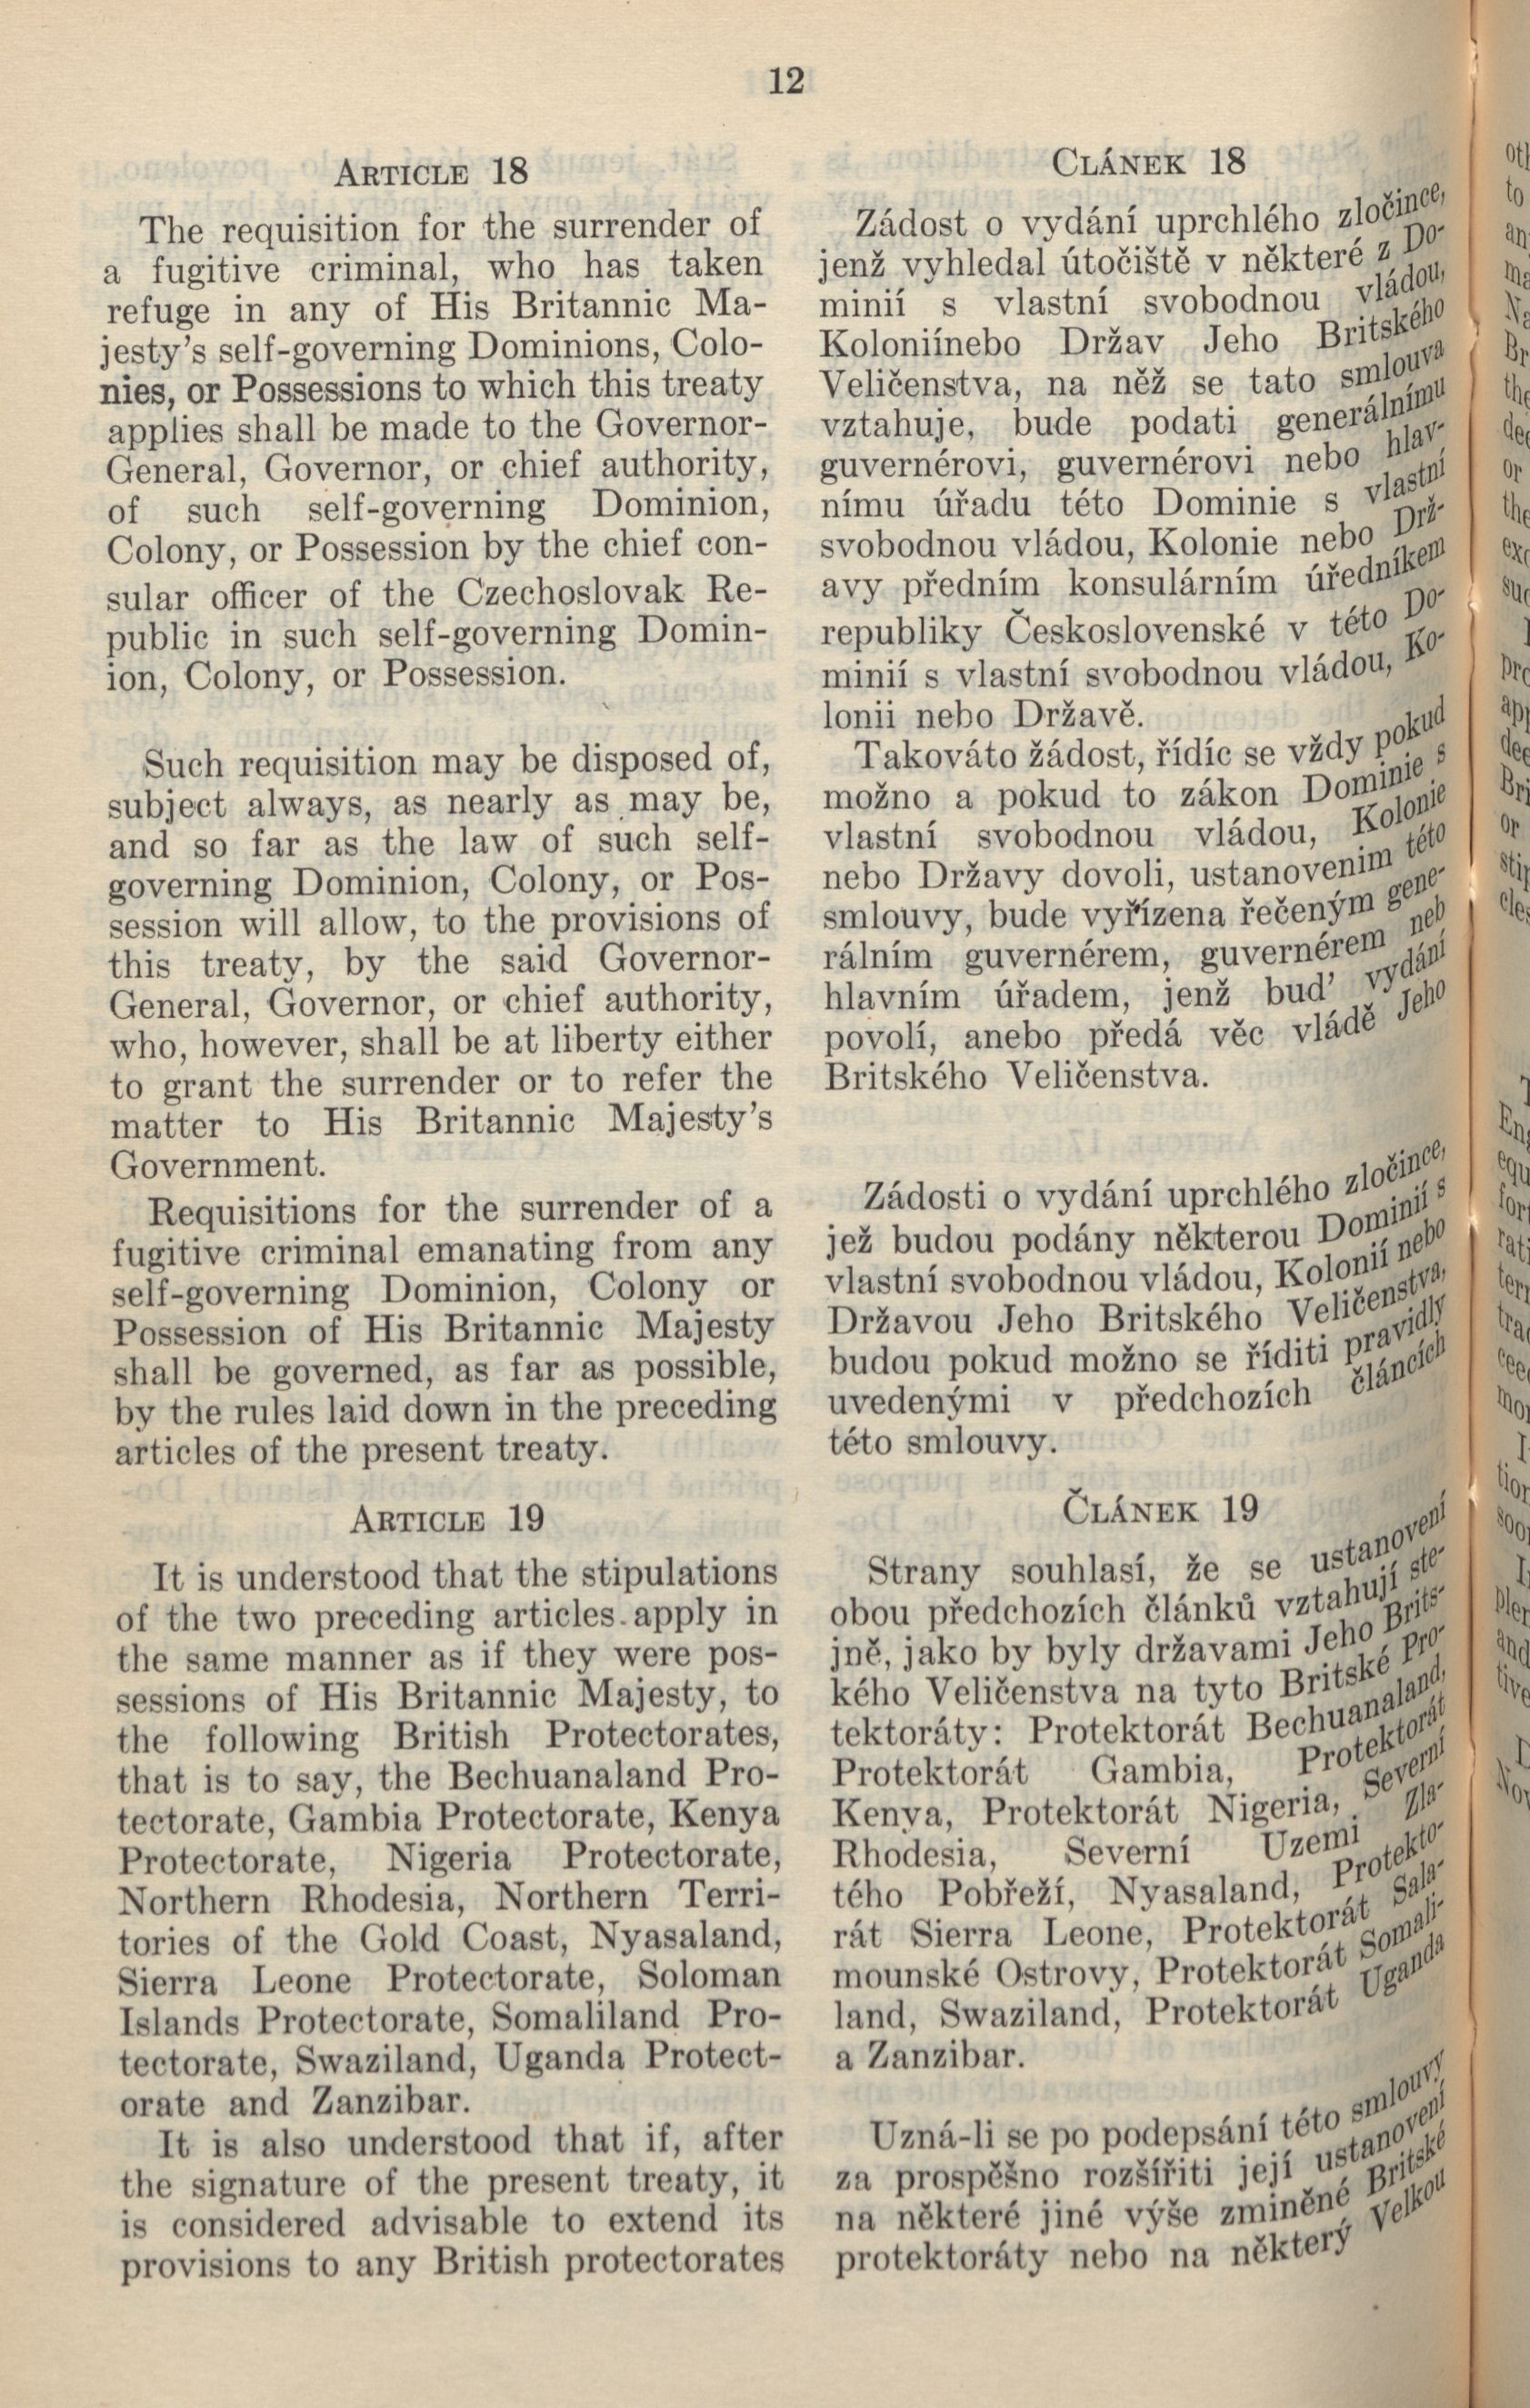 12
ARTICLE 18
The requisition for the surrender of
a fugitive criminal, who has taken
refuge in any of His Britannic Ma-
jesty's self-governing Dominions, Colo-
nies, or Possessions to which this treaty
applies shall be made to the Governor-
General, Governor, or chief authority,
of such self-governing Dominion,
Colony, or Possession by the chief con-
sular officer of the Czechoslovak Re-
public in such self-governing Domin-
ion, Colony, or Possession.
Such requisition may be disposed of,
subject always, as nearly as may be,
and so far as the law of such self-
governing Dominion, Colony, or Pos-
session will allow, to the provisions of
this treaty, by the said Governor-
General, Governor, or chief authority,
who, however, shall be at liberty either
to grant the surrender or to refer the
matter to His Britannic Majesty's
Government.
Requisitions for the surrender of a
fugitive criminal emanating from any
self-governing Dominion, Colony or
Possession of His Britannic Majesty
shall be governed, as far as possible,
by the rules laid down in the preceding
articles of the present treaty.
ARTICLE 19
It is understood that the stipulations
of the two preceding articles apply in
the same manner as if they were pos-
sessions of His Britannic Majesty, to
the following British Protectorates,
that is to say, the Bechuanaland Pro-
tectorate, Gambia Protectorate, Kenya
Protectorate, Nigeria Protectorate,
Northern Rhodesia, Northern Terri-
tories of the Gold Coast, Nyasaland,
Sierra Leone Protectorate, Soloman
Islands Protectorate, Somaliland Pro-
tectorate, Swaziland, Uganda Protect-
orate and Zanzibar.
It is also understood that if, after
the signature of the present treaty, it
is considered advisable to extend its
provisions to any British protectorates
CLÁNEK 18
Zádost o vydání uprchlého zločince,
jenž vyhledal útočiště v některé z Do-
minií s vlastní svobodnou vládou,
Koloniínebo Držav Jeho Britského
Veličenstva, na něž se tato smlouva
vztahuje, bude podati generálnímu
guvernérovi, guvernérovi nebo hlav-
nímu úřadu této Dominie s vlastní
svobodnou vládou, Kolonie nebo Drž-
avy předním konsulárním úředníkem
republiky Československé v této Do-
minií s vlastní svobodnou vládou, Ko-
lonii nebo Državě.
Takováto žádost, řídíc se vždy pokud
možno a pokud to zákon Dominie s
vlastní svobodnou vládou, Kolonie
nebo Državy dovoli, ustanovenim této
smlouvy, bude vyřízena řečeným gene-
rálním guvernérem, guvernérem neb
hlavním úřadem, jenž bud' vydání
povolí, anebo předá věc vládě Jeho
Britského Veličenstva.
Zádosti o vydání uprchlého zločince,
jež budou podány některou Dominií s
vlastní svobodnou vládou, Kolonií nebo
Državou Jeho Britského Veličenstva,
budou pokud možno se říditi pravidly
uvedenými v předchozích článcích
této smlouvy.
ČLÁNEK 19
Strany souhlasí, že se ustanovení
obou předchozích článků vztahují ste-
jně, jako by byly državami Jeho Brits-
kého Veličenstva na tyto Britské Pro-
tektoráty: Protektorát Bechuanaland,
Protektorát Gambia, Protektorát
Kenya, Protektorát Nigeria, Severní
Rhodesia, Severní Uzemi Zla-
tého Pobřeží, Nyasaland, Protekto-
rát Sierra Leone, Protektorát Sala-
mounské Ostrovy, Protektorát Somali-
land, Swaziland, Protektorát Uganda
a Zanzibar.
Uzná-li se po podepsání této smlouvy
za prospěšno rozšířiti její ustanovení
na některé jiné výše zminěné Britské
protektoráty nebo na některý Velkou